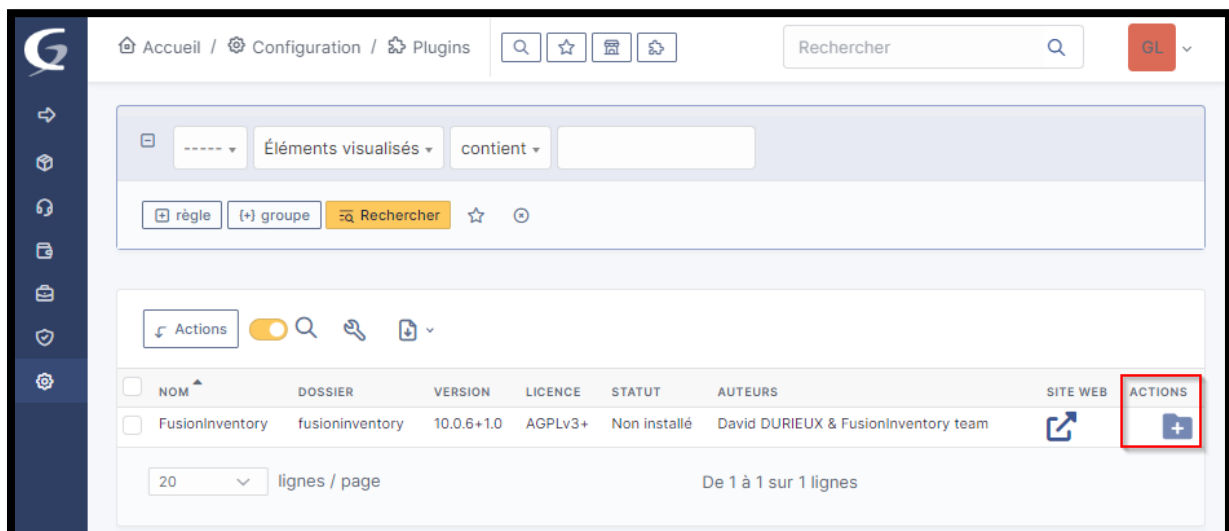 Accueil / Configuration / Plugins
Rechercher
GL
----- Éléments visualisés contient
règle {+} groupe Rechercher
Actions
NOM DOSSIER VERSION LICENCE STATUT AUTEURS SITE WEB ACTIONS
FusionInventory fusioninventory 10.0.6+1.0 AGPLv3+ Non installé David DURIEUX & FusionInventory team
20 lignes / page De 1 à 1 sur 1 lignes